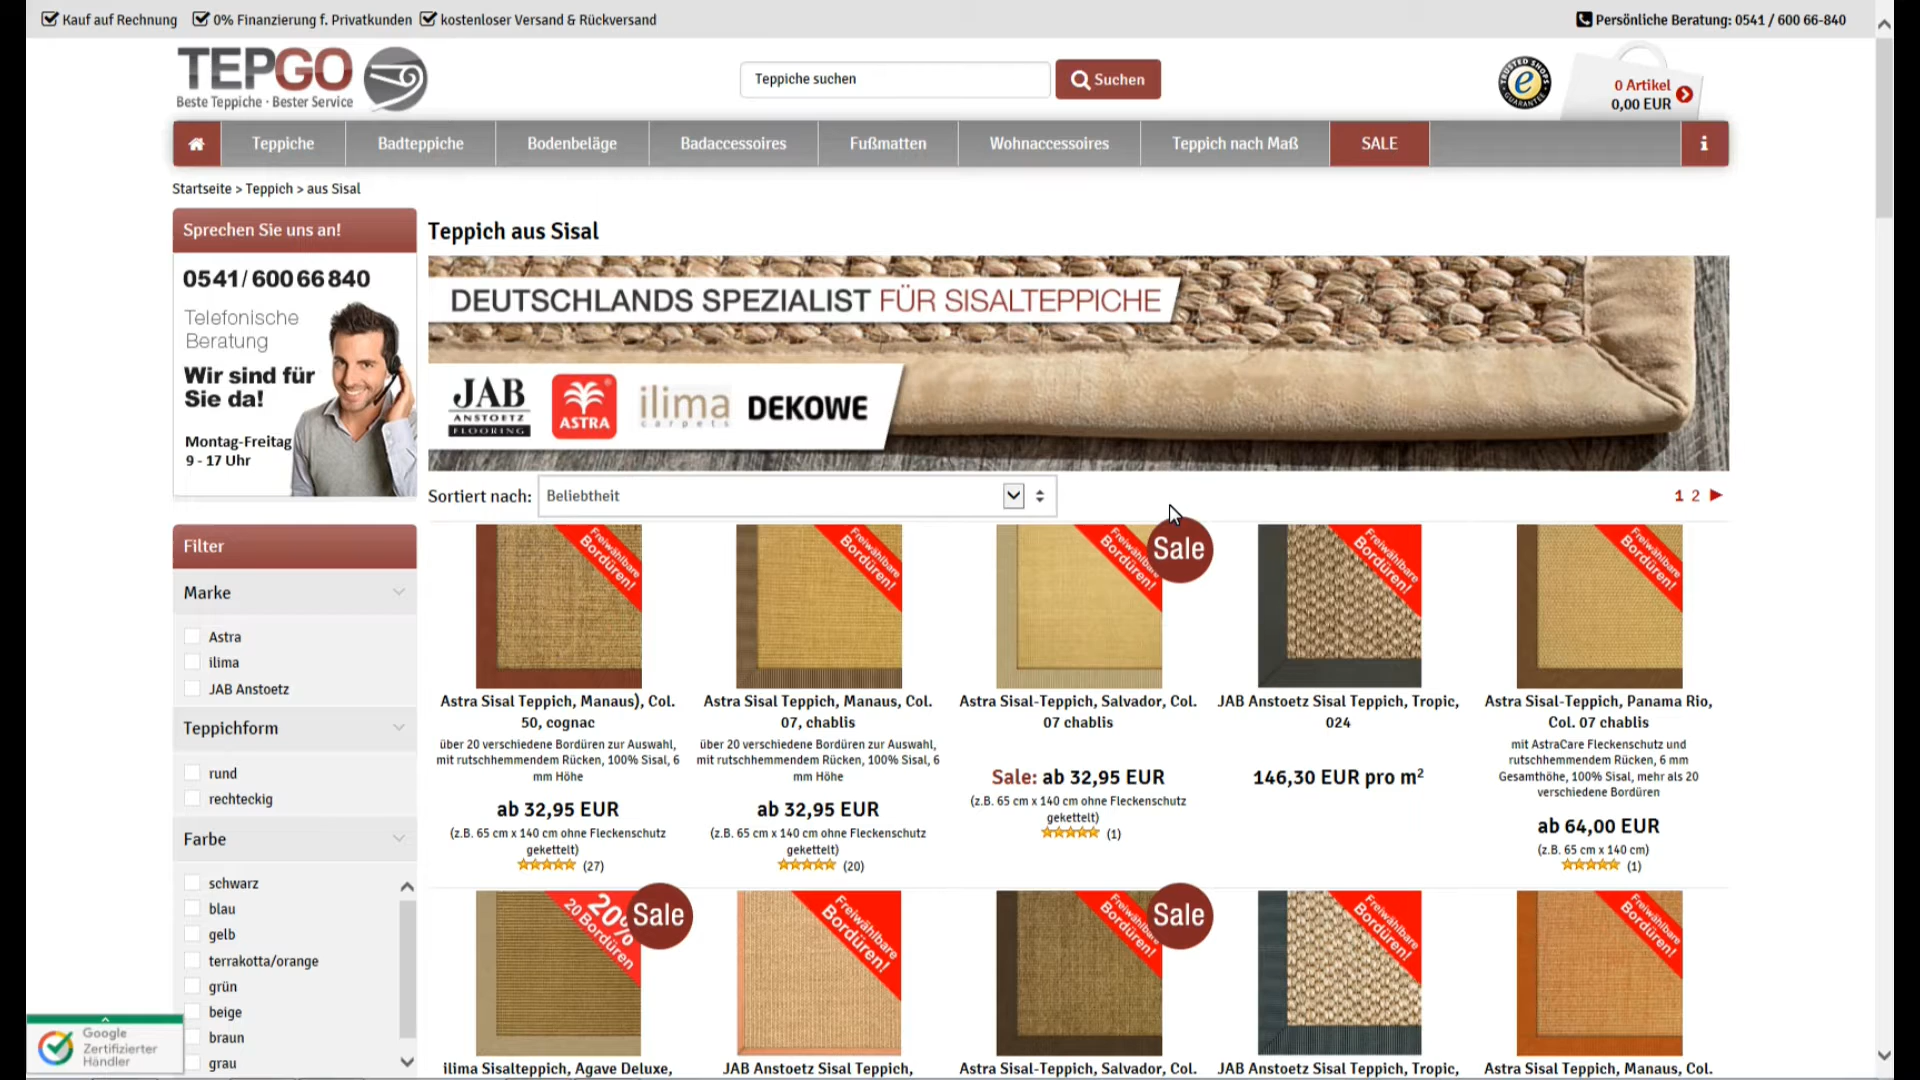 Kauf auf Rechnung 0% Finanzierung f. Privatkunden kostenloser Versand & Rückversand
Persönliche Beratung: 0541 / 600 66-840
TEPGO
Beste Teppiche · Bester Service
Teppiche suchen
Suchen
TRUSTED SHOPS
GUARANTEE
0 Artikel
0,00 EUR
Teppiche
Badteppiche
Bodenbeläge
Badaccessoires
Fußmatten
Wohnaccessoires
Teppich nach Maß
SALE
i
Startseite > Teppich > aus Sisal
Sprechen Sie uns an!
0541/ 600 66 840
Telefonische
Beratung
Wir sind für
Sie da!
Montag-Freitag
9 - 17 Uhr
Teppich aus Sisal
DEUTSCHLANDS SPEZIALIST FÜR SISALTEPPICHE
JAB
ANSTOETZ
FLOORING
ASTRA
ilima
carpets
DEKOWE
Sortiert nach:
Beliebtheit
1 2
Filter
Marke
Astra
ilima
JAB Anstoetz
Teppichform
rund
rechteckig
Farbe
schwarz
blau
gelb
terrakotta/orange
grün
beige
braun
grau
Google
Zertifizierter
Händler
Freiwählbare
Bordüren!
Astra Sisal Teppich, Manaus), Col.
50, cognac
über 20 verschiedene Bordüren zur Auswahl,
mit rutschhemmendem Rücken, 100% Sisal, 6
mm Höhe
ab 32,95 EUR
(z.B. 65 cm x 140 cm ohne Fleckenschutz
gekettelt)
(27)
Freiwählbare
Bordüren!
Astra Sisal Teppich, Manaus, Col.
07, chablis
über 20 verschiedene Bordüren zur Auswahl,
mit rutschhemmendem Rücken, 100% Sisal, 6
mm Höhe
ab 32,95 EUR
(z.B. 65 cm x 140 cm ohne Fleckenschutz
gekettelt)
(20)
Freiwählbare
Bordüren!
Sale
Astra Sisal-Teppich, Salvador, Col.
07 chablis
Sale: ab 32,95 EUR
(z.B. 65 cm x 140 cm ohne Fleckenschutz
gekettelt)
(1)
Freiwählbare
Bordüren!
JAB Anstoetz Sisal Teppich, Tropic,
024
146,30 EUR pro m²
Freiwählbare
Bordüren!
Astra Sisal-Teppich, Panama Rio,
Col. 07 chablis
mit AstraCare Fleckenschutz und
rutschhemmendem Rücken, 6 mm
Gesamthöhe, 100% Sisal, mehr als 20
verschiedene Bordüren
ab 64,00 EUR
(z.B. 65 cm x 140 cm)
(1)
20%
20 Bordüren
Sale
ilima Sisalteppich, Agave Deluxe,
Freiwählbare
Bordüren!
JAB Anstoetz Sisal Teppich,
Freiwählbare
Bordüren!
Sale
Astra Sisal-Teppich, Salvador, Col.
Freiwählbare
Bordüren!
JAB Anstoetz Sisal Teppich, Tropic,
Freiwählbare
Bordüren!
Astra Sisal Teppich, Manaus, Col.